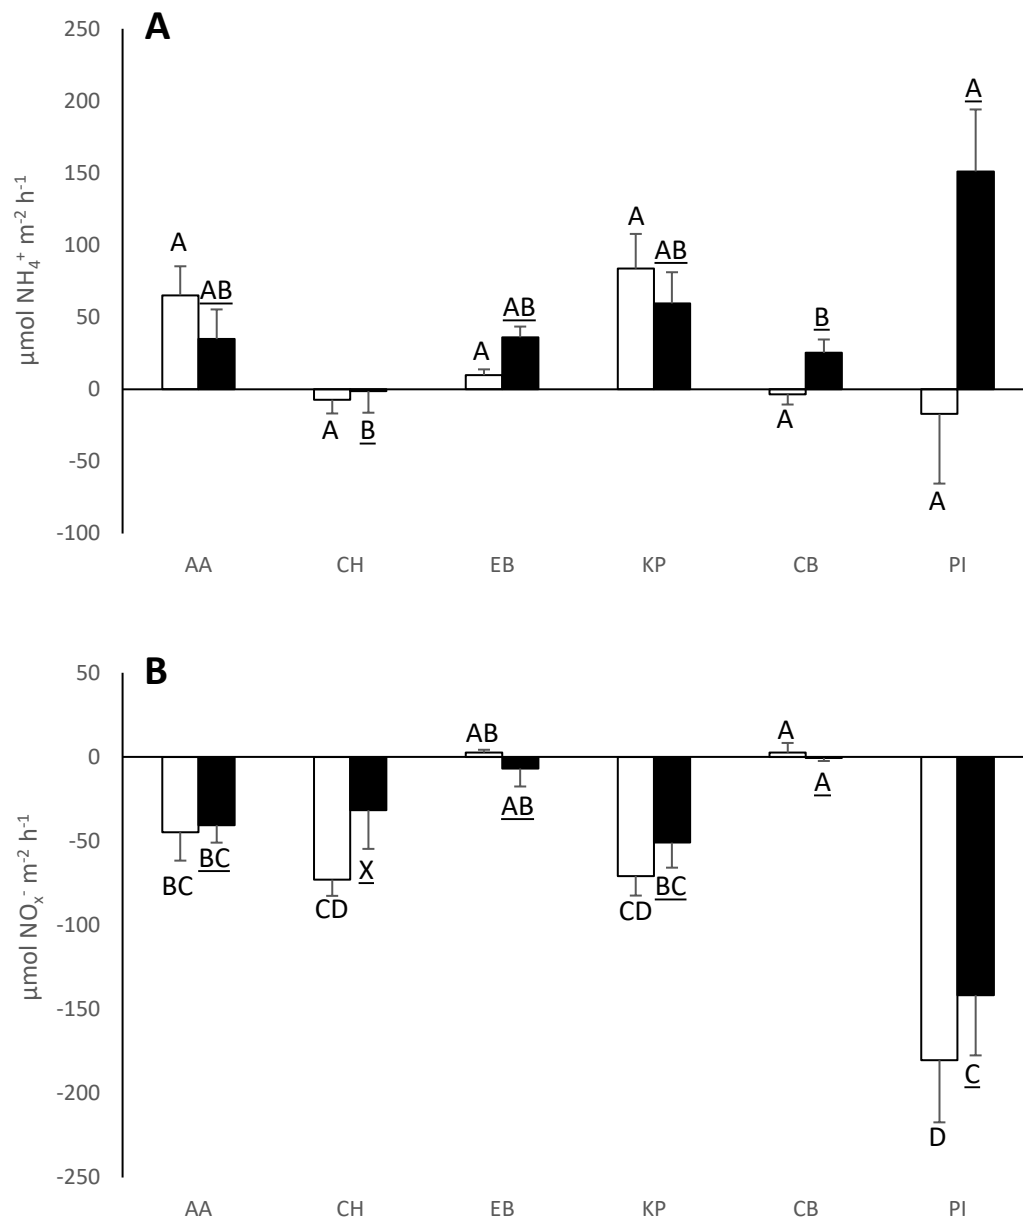 A
250
200
150
100
50
0
-50
-100
µmol NH₄⁺ m⁻² h⁻¹
A
AB
A
B
A
AB
A
AB
A
B
A
A
AA CH EB KP CB PI
B
50
0
-50
-100
-150
-200
-250
µmol NOₓ⁻ m⁻² h⁻¹
BC
BC
CD
X
AB
AB
CD
BC
A
A
D
C
AA CH EB KP CB PI